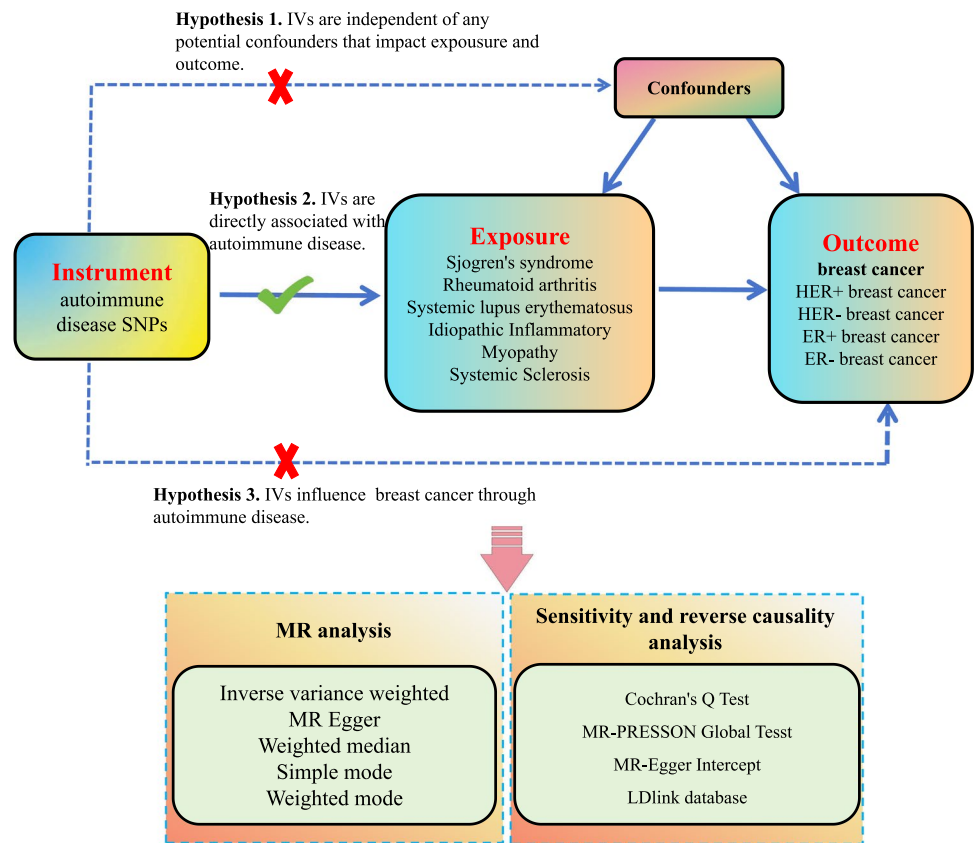 Hypothesis 1. IVs are independent of any
potential confounders that impact expousure and
outcome.
Confounders
Hypothesis 2. IVs are
directly associated with
autoimmune disease.
Instrument
autoimmune
disease SNPs
Exposure
Sjogren's syndrome
Rheumatoid arthritis
Systemic lupus erythematosus
Idiopathic Inflammatory
Myopathy
Systemic Sclerosis
Outcome
breast cancer
HER+ breast cancer
HER- breast cancer
ER+ breast cancer
ER- breast cancer
Hypothesis 3. IVs influence breast cancer through
autoimmune disease.
MR analysis
Inverse variance weighted
MR Egger
Weighted median
Simple mode
Weighted mode
Sensitivity and reverse causality
analysis
Cochran's Q Test
MR-PRESSON Global Tesst
MR-Egger Intercept
LDlink database